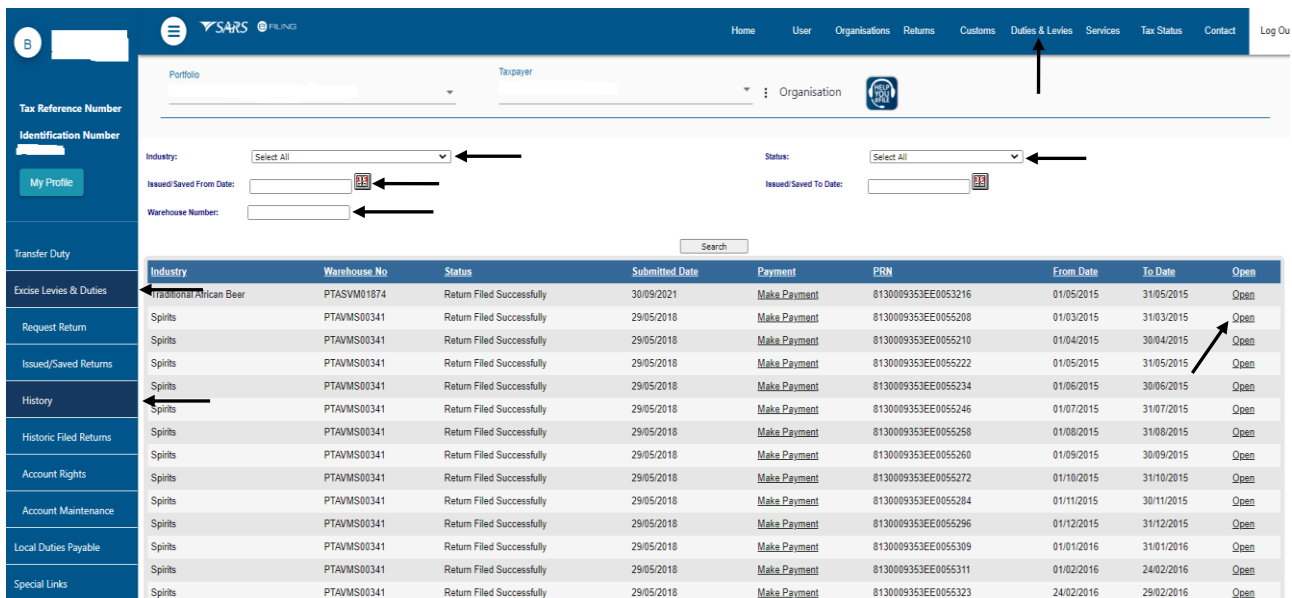 SARS eFILING
Home User Organisations Returns Customs Duties & Levies Services Tax Status Contact Log Ou
B
Portfolio Taxpayer
Organisation
HELP YOU eFILE
Tax Reference Number
Identification Number
My Profile
Industry: Select All Status: Select All
Issued/Saved From Date: Issued/Saved To Date:
Warehouse Number:
Search
Transfer Duty
Excise Levies & Duties
Request Return
Issued/Saved Returns
History
Historic Filed Returns
Account Rights
Account Maintenance
Local Duties Payable
Special Links
Industry Warehouse No Status Submitted Date Payment PRN From Date To Date Open
Traditional African Beer PTASVM01874 Return Filed Successfully 30/09/2021 Make Payment 8130009353EE0053216 01/05/2015 31/05/2015 Open
Spirits PTAVMS00341 Return Filed Successfully 29/05/2018 Make Payment 8130009353EE0055208 01/03/2015 31/03/2015 Open
Spirits PTAVMS00341 Return Filed Successfully 29/05/2018 Make Payment 8130009353EE0055210 01/04/2015 30/04/2015 Open
Spirits PTAVMS00341 Return Filed Successfully 29/05/2018 Make Payment 8130009353EE0055222 01/05/2015 31/05/2015 Open
Spirits PTAVMS00341 Return Filed Successfully 29/05/2018 Make Payment 8130009353EE0055234 01/06/2015 30/06/2015 Open
Spirits PTAVMS00341 Return Filed Successfully 29/05/2018 Make Payment 8130009353EE0055246 01/07/2015 31/07/2015 Open
Spirits PTAVMS00341 Return Filed Successfully 29/05/2018 Make Payment 8130009353EE0055258 01/08/2015 31/08/2015 Open
Spirits PTAVMS00341 Return Filed Successfully 29/05/2018 Make Payment 8130009353EE0055260 01/09/2015 30/09/2015 Open
Spirits PTAVMS00341 Return Filed Successfully 29/05/2018 Make Payment 8130009353EE0055272 01/10/2015 31/10/2015 Open
Spirits PTAVMS00341 Return Filed Successfully 29/05/2018 Make Payment 8130009353EE0055284 01/11/2015 30/11/2015 Open
Spirits PTAVMS00341 Return Filed Successfully 29/05/2018 Make Payment 8130009353EE0055296 01/12/2015 31/12/2015 Open
Spirits PTAVMS00341 Return Filed Successfully 29/05/2018 Make Payment 8130009353EE0055309 01/01/2016 31/01/2016 Open
Spirits PTAVMS00341 Return Filed Successfully 29/05/2018 Make Payment 8130009353EE0055311 01/02/2016 24/02/2016 Open
Spirits PTAVMS00341 Return Filed Successfully 29/05/2018 Make Payment 8130009353EE0055323 24/02/2016 29/02/2016 Open